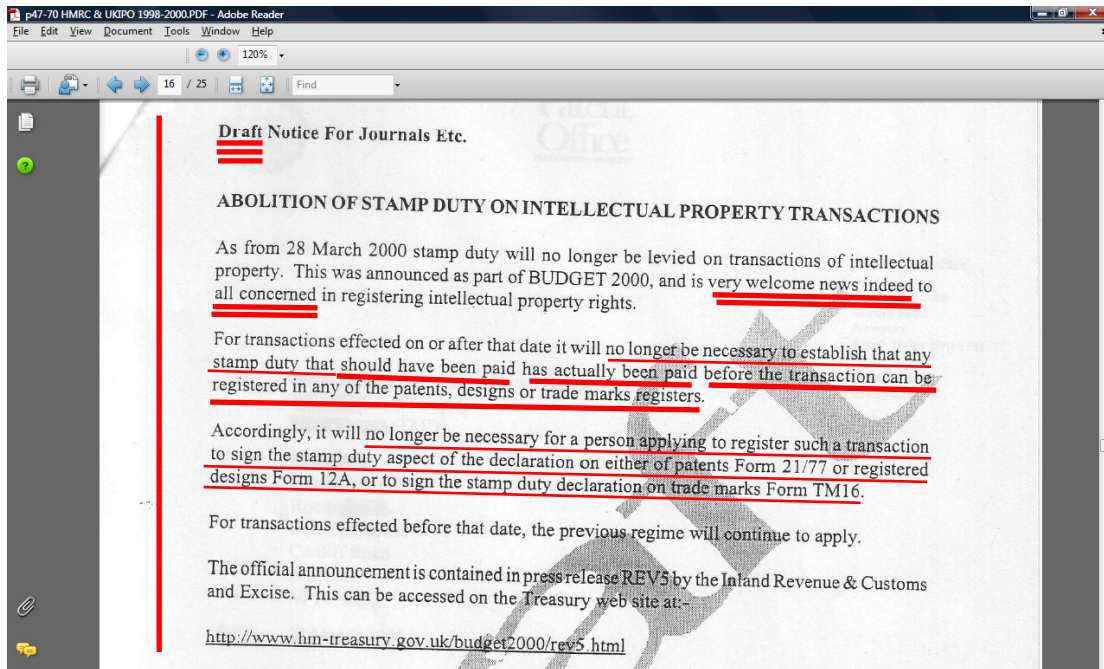 p47-70 HMRC & UKIPO 1998-2000.PDF - Adobe Reader
File Edit View Document Tools Window Help
120%
16 / 25 Find
Patent
Office
Draft Notice For Journals Etc.
ABOLITION OF STAMP DUTY ON INTELLECTUAL PROPERTY TRANSACTIONS
As from 28 March 2000 stamp duty will no longer be levied on transactions of intellectual
property. This was announced as part of BUDGET 2000, and is very welcome news indeed to
all concerned in registering intellectual property rights.
For transactions effected on or after that date it will no longer be necessary to establish that any
stamp duty that should have been paid has actually been paid before the transaction can be
registered in any of the patents, designs or trade marks registers.
Accordingly, it will no longer be necessary for a person applying to register such a transaction
to sign the stamp duty aspect of the declaration on either of patents Form 21/77 or registered
designs Form 12A, or to sign the stamp duty declaration on trade marks Form TM16.
For transactions effected before that date, the previous regime will continue to apply.
The official announcement is contained in press release REV5 by the Inland Revenue & Customs
and Excise. This can be accessed on the Treasury web site at:-
http://www.hm-treasury.gov.uk/budget2000/rev5.html